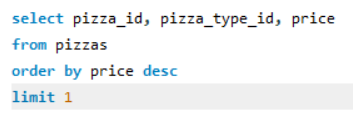 select pizza_id, pizza_type_id, price
from pizzas
order by price desc
limit 1